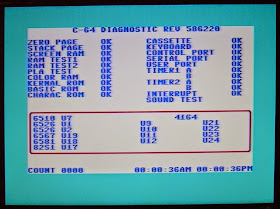 C-64 DIAGNOSTIC REV 586220
ZERO PAGE OK CASSETTE OK
STACK PAGE OK KEYBOARD OK
SCREEN RAM OK CONTROL PORT OK
RAM TEST1 OK SERIAL PORT OK
RAM TEST2 OK USER PORT OK
PLA TEST OK TIMER1 A OK
COLOR RAM OK B OK
KERNAL ROM OK TIMER2 A OK
BASIC ROM OK B OK
CHARAC ROM OK INTERRUPT OK
SOUND TEST
6510 U7 4164
6526 U1 U9 U21
6526 U2 U10 U22
6567 U19 U11 U23
6581 U18 U12 U24
8251 U17
COUNT 0000 00:00:36AM 00:00:36PM